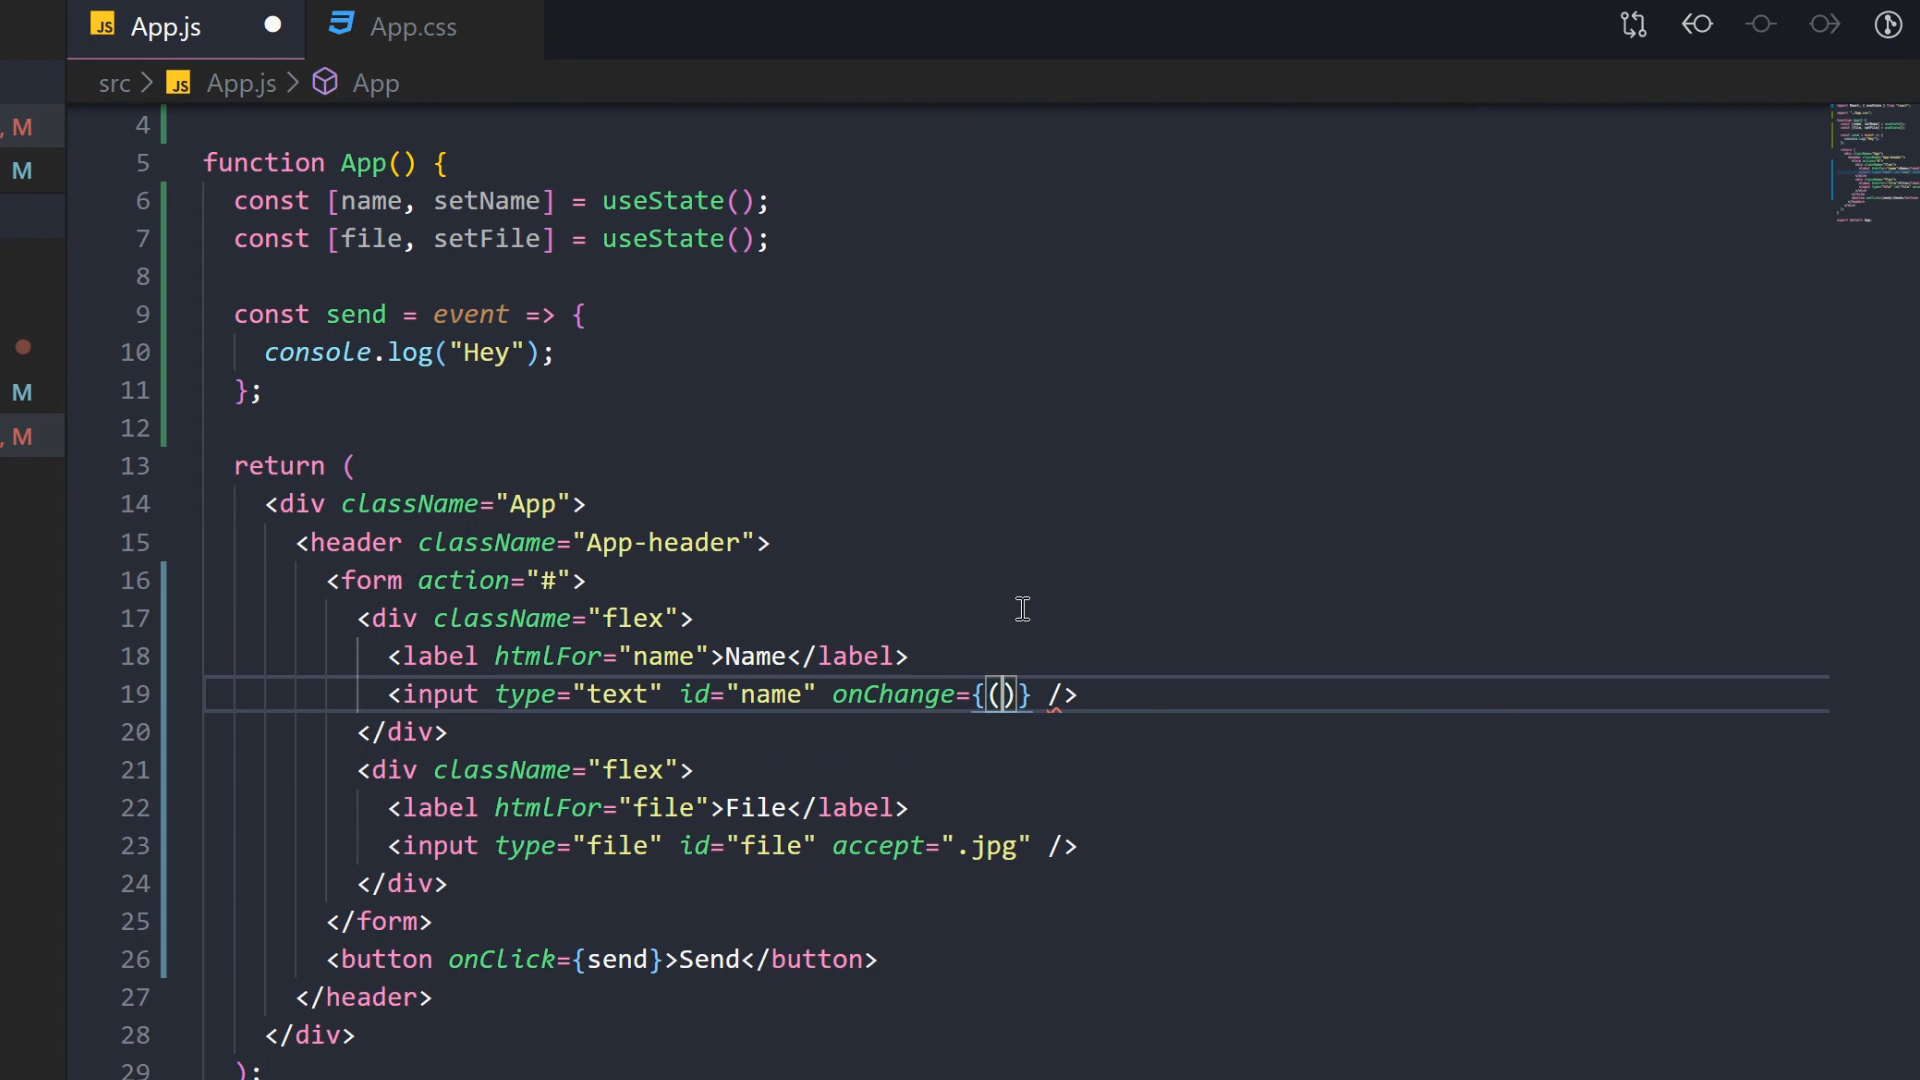 JS App.js App.css
src > JS App.js > App
, M
M
M
, M
4
5 function App() {
6 const [name, setName] = useState();
7 const [file, setFile] = useState();
8
9 const send = event => {
10 console.log("Hey");
11 };
12
13 return (
14 <div className="App">
15 <header className="App-header">
16 <form action="#">
17 <div className="flex">
18 <label htmlFor="name">Name</label>
19 <input type="text" id="name" onChange={()} />
20 </div>
21 <div className="flex">
22 <label htmlFor="file">File</label>
23 <input type="file" id="file" accept=".jpg" />
24 </div>
25 </form>
26 <button onClick={send}>Send</button>
27 </header>
28 </div>
29 );